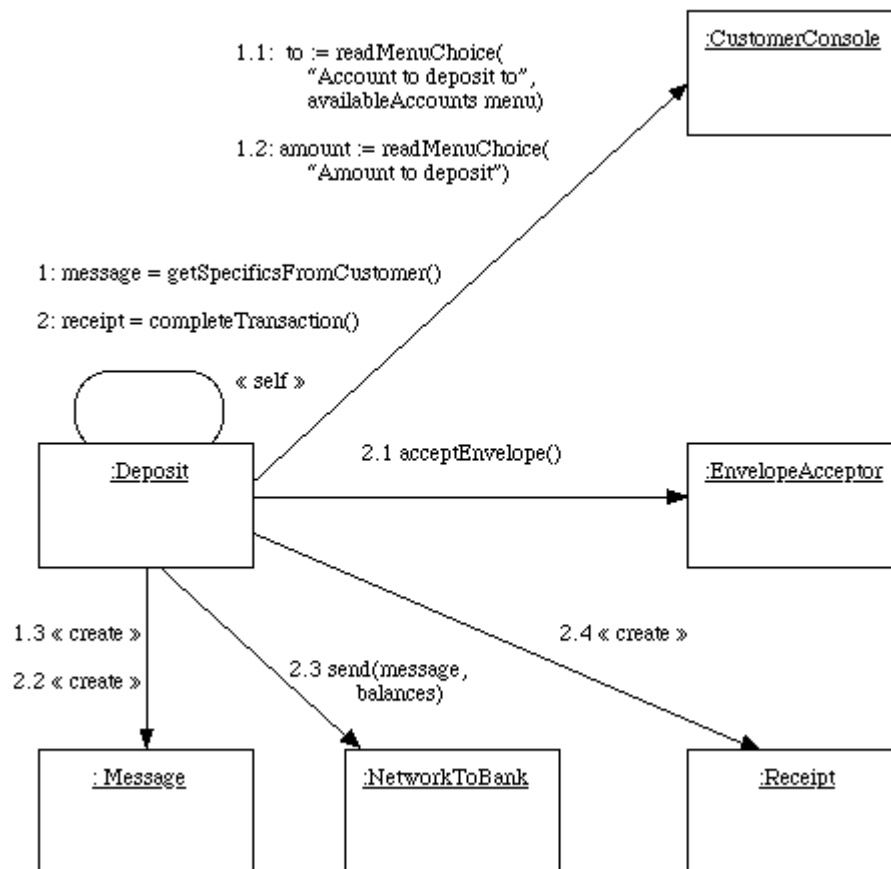 :CustomerConsole
1.1: to := readMenuChoice(
“Account to deposit to”,
availableAccounts menu)
1.2: amount := readMenuChoice(
“Amount to deposit”)
1: message = getSpecificsFromCustomer()
2: receipt = completeTransaction()
« self »
:Deposit
2.1 acceptEnvelope()
:EnvelopeAcceptor
1.3 « create »
2.2 « create »
2.3 send(message,
balances)
2.4 « create »
: Message
:NetworkToBank
:Receipt